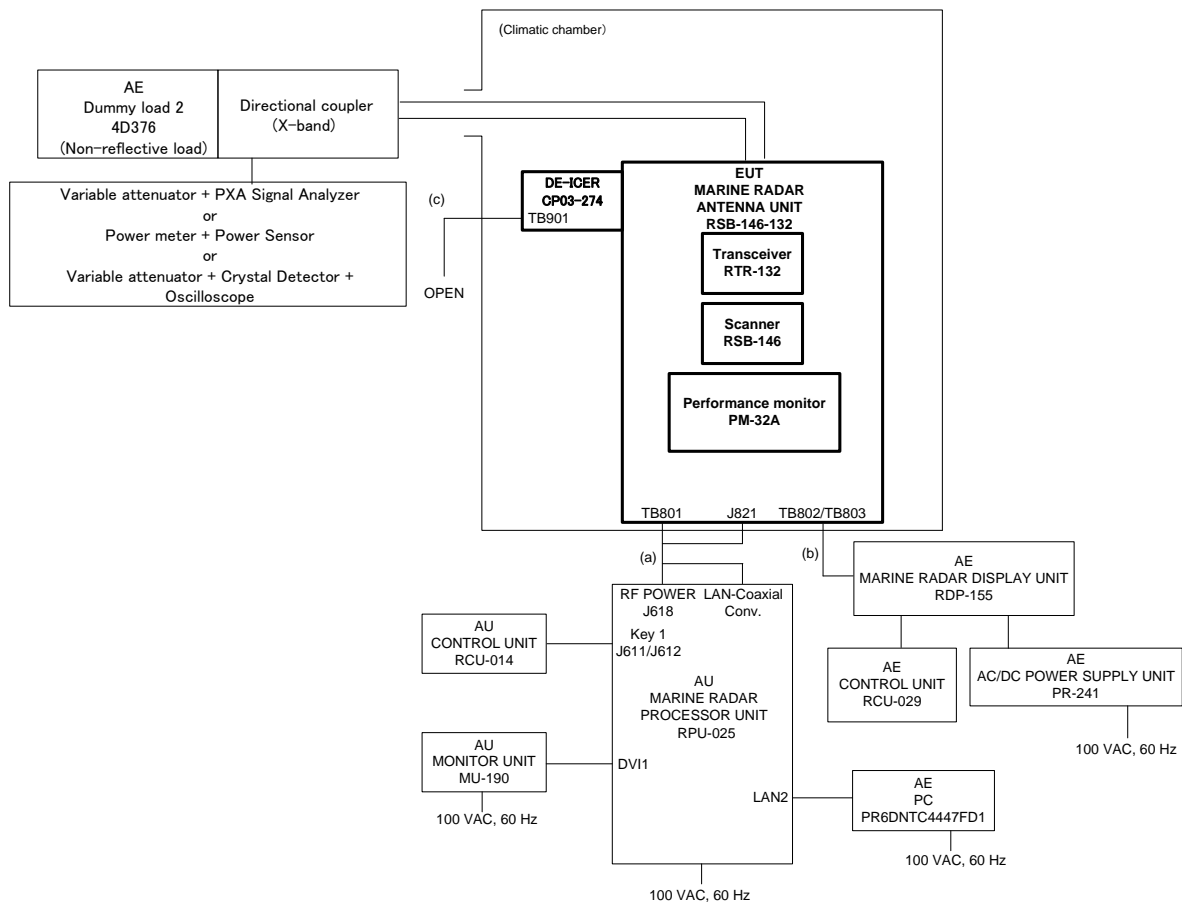 (Climatic chamber)
AE
Dummy load 2
4D376
(Non-reflective load)
Directional coupler
(X-band)
Variable attenuator + PXA Signal Analyzer
or
Power meter + Power Sensor
or
Variable attenuator + Crystal Detector +
Oscilloscope
(c)
OPEN
DE-ICER
CP03-274
TB901
EUT
MARINE RADAR
ANTENNA UNIT
RSB-146-132
Transceiver
RTR-132
Scanner
RSB-146
Performance monitor
PM-32A
TB801
J821
TB802/TB803
(a)
(b)
AE
MARINE RADAR DISPLAY UNIT
RDP-155
AE
CONTROL UNIT
RCU-029
AE
AC/DC POWER SUPPLY UNIT
PR-241
100 VAC, 60 Hz
RF POWER
J618
LAN-Coaxial
Conv.
Key 1
J611/J612
AU
CONTROL UNIT
RCU-014
AU
MARINE RADAR
PROCESSOR UNIT
RPU-025
AU
MONITOR UNIT
MU-190
100 VAC, 60 Hz
DVI1
LAN2
AE
PC
PR6DNTC4447FD1
100 VAC, 60 Hz
100 VAC, 60 Hz